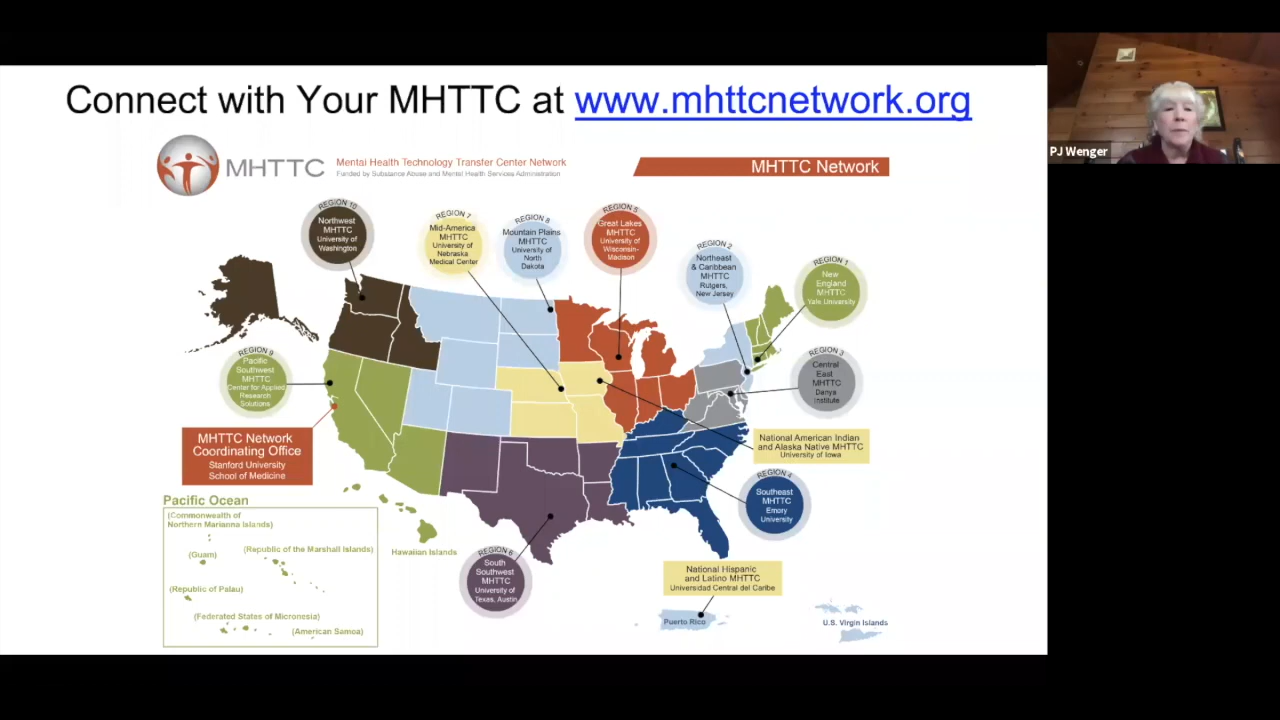 Connect with Your MHTTC at www.mhttcnetwork.org
MHTTC
Mental Health Technology Transfer Center Network
Funded by Substance Abuse and Mental Health Services Administration
MHTTC Network
PJ Wenger
REGION 10
Northwest
MHTTC
University of
Washington
REGION 7
Mid-America
MHTTC
University of
Nebraska
Medical Center
REGION 8
Mountain Plains
MHTTC
University of
North
Dakota
REGION 5
Great Lakes
MHTTC
University of
Wisconsin-
Madison
REGION 2
Northeast
& Caribbean
MHTTC
Rutgers,
New Jersey
REGION 1
New
England
MHTTC
Yale University
REGION 9
Pacific
Southwest
MHTTC
Center for Applied
Research
Solutions
REGION 3
Central
East
MHTTC
Danya
Institute
MHTTC Network
Coordinating Office
Stanford University
School of Medicine
National American Indian
and Alaska Native MHTTC
University of Iowa
REGION 4
Southeast
MHTTC
Emory
University
Pacific Ocean
(Commonwealth of
Northern Marianna Islands)
(Guam)
(Republic of the Marshall Islands)
(Republic of Palau)
(Federated States of Micronesia)
(American Samoa)
Hawaiian Islands
REGION 6
South
Southwest
MHTTC
University of
Texas, Austin
National Hispanic
and Latino MHTTC
Universidad Central del Caribe
Puerto Rico
U.S. Virgin Islands